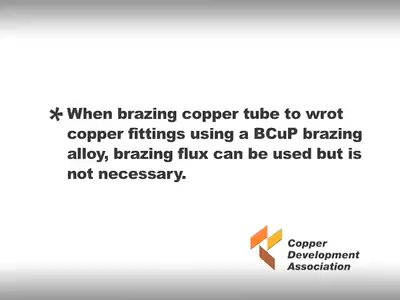 * When brazing copper tube to wrot
copper fittings using a BCuP brazing
alloy, brazing flux can be used but is
not necessary.
Copper
Development
Association